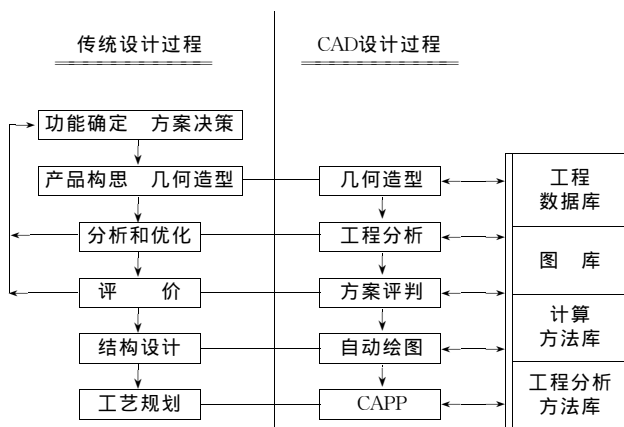 传统设计过程
CAD设计过程
功能确定 方案决策
产品构思 几何造型
几何造型
分析和优化
工程分析
评 价
方案评判
结构设计
自动绘图
工艺规划
CAPP
工程
数据库
图 库
计算
方法库
工程分析
方法库